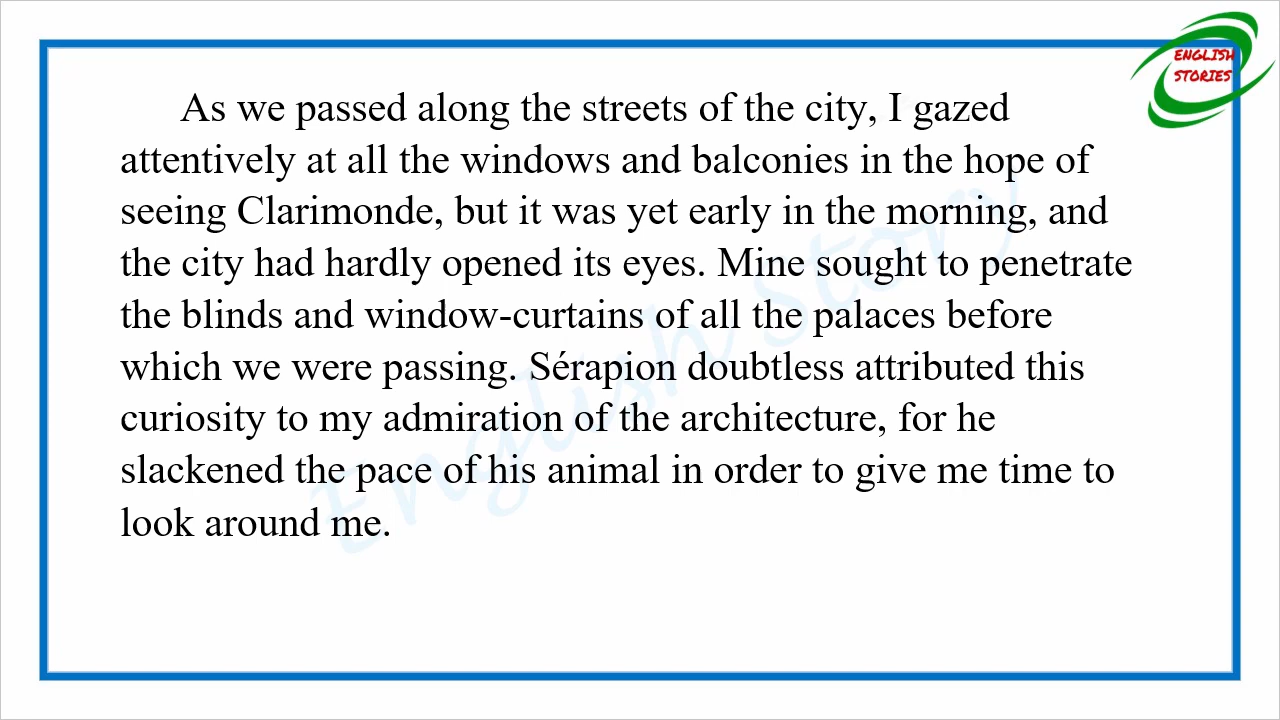 ENGLISH
STORIES
As we passed along the streets of the city, I gazed
attentively at all the windows and balconies in the hope of
seeing Clarimonde, but it was yet early in the morning, and
the city had hardly opened its eyes. Mine sought to penetrate
the blinds and window-curtains of all the palaces before
which we were passing. Sérapion doubtless attributed this
curiosity to my admiration of the architecture, for he
slackened the pace of his animal in order to give me time to
look around me.
English Story